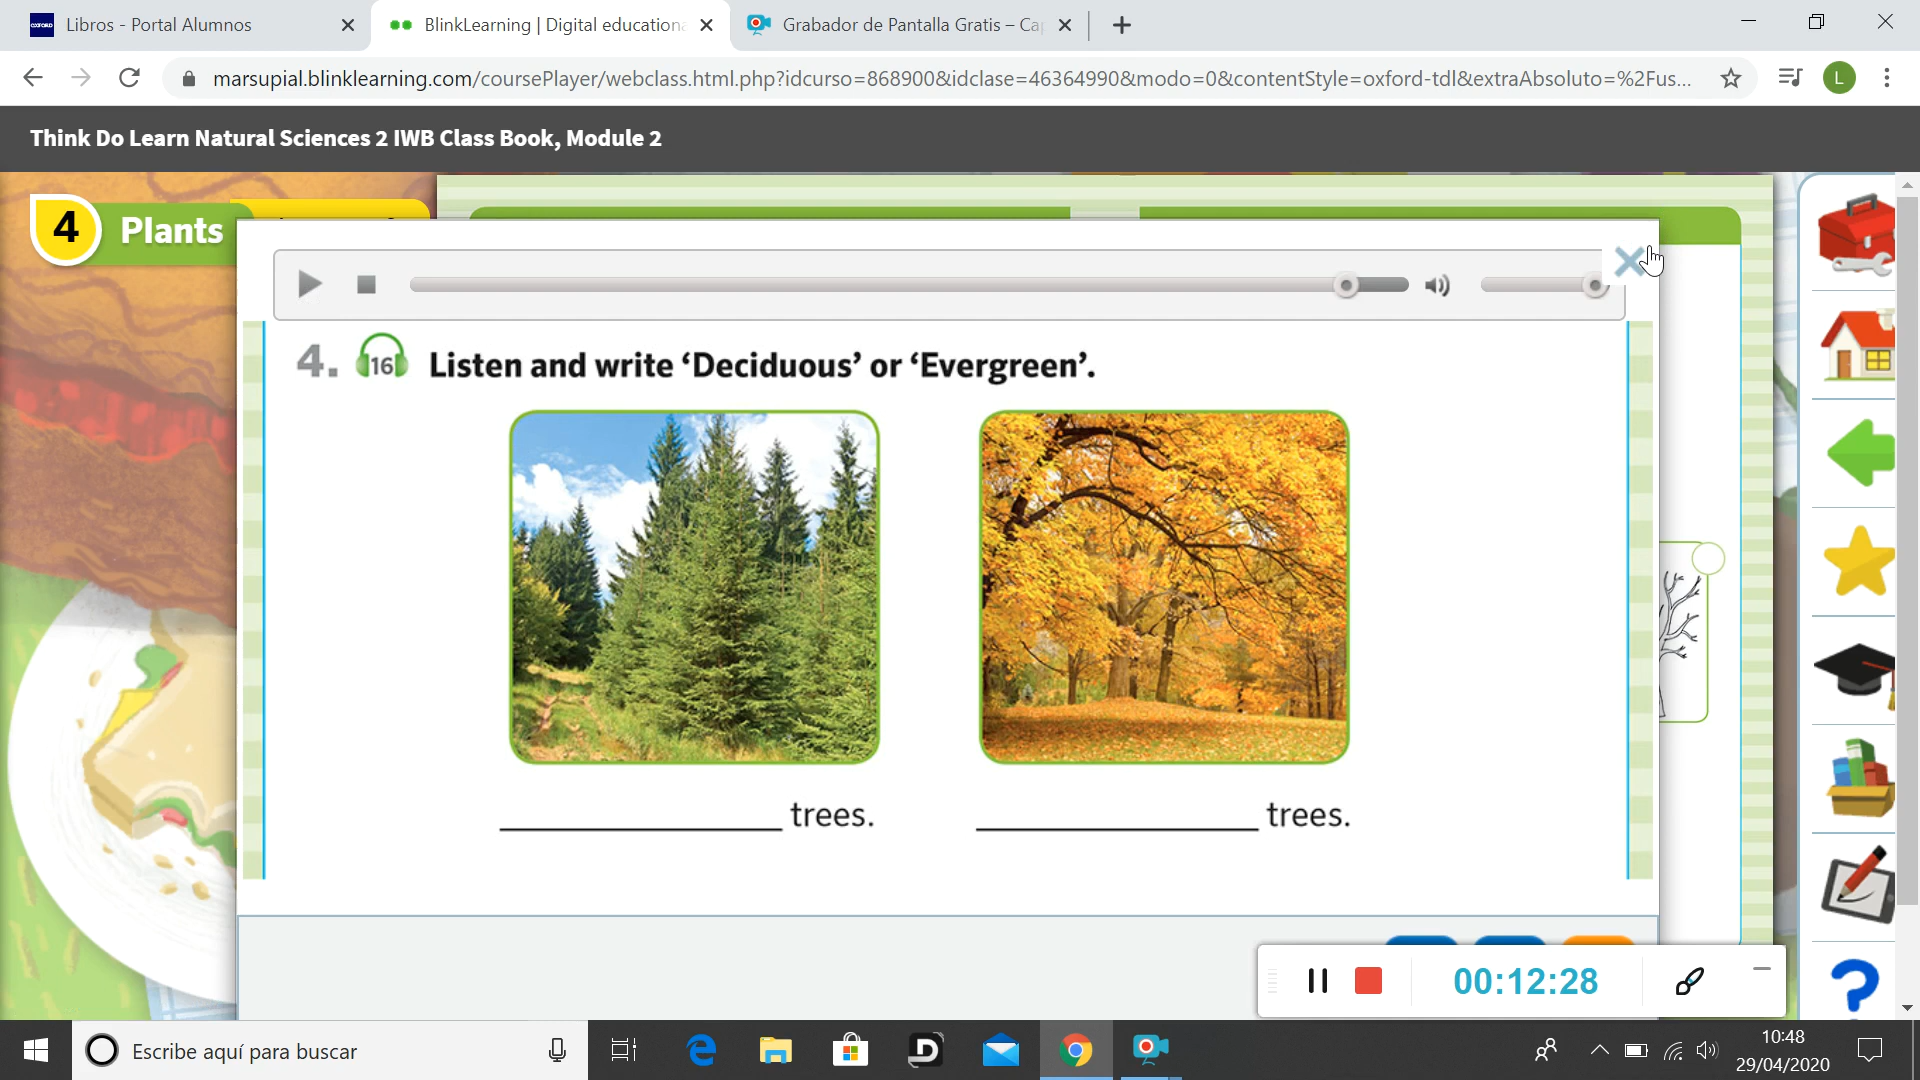 Libros - Portal Alumnos
BlinkLearning | Digital educationa
Grabador de Pantalla Gratis – Ca
marsupial.blinklearning.com/coursePlayer/webclass.html.php?idcurso=868900&idclase=46364990&modo=0&contentStyle=oxford-tdl&extraAbsoluto=%2Fus...
L
Think Do Learn Natural Sciences 2 IWB Class Book, Module 2
4 Plants
4. 16 Listen and write ‘Deciduous’ or ‘Evergreen’.
____ trees.
____ trees.
00:12:28
Escribe aquí para buscar
10:48
29/04/2020